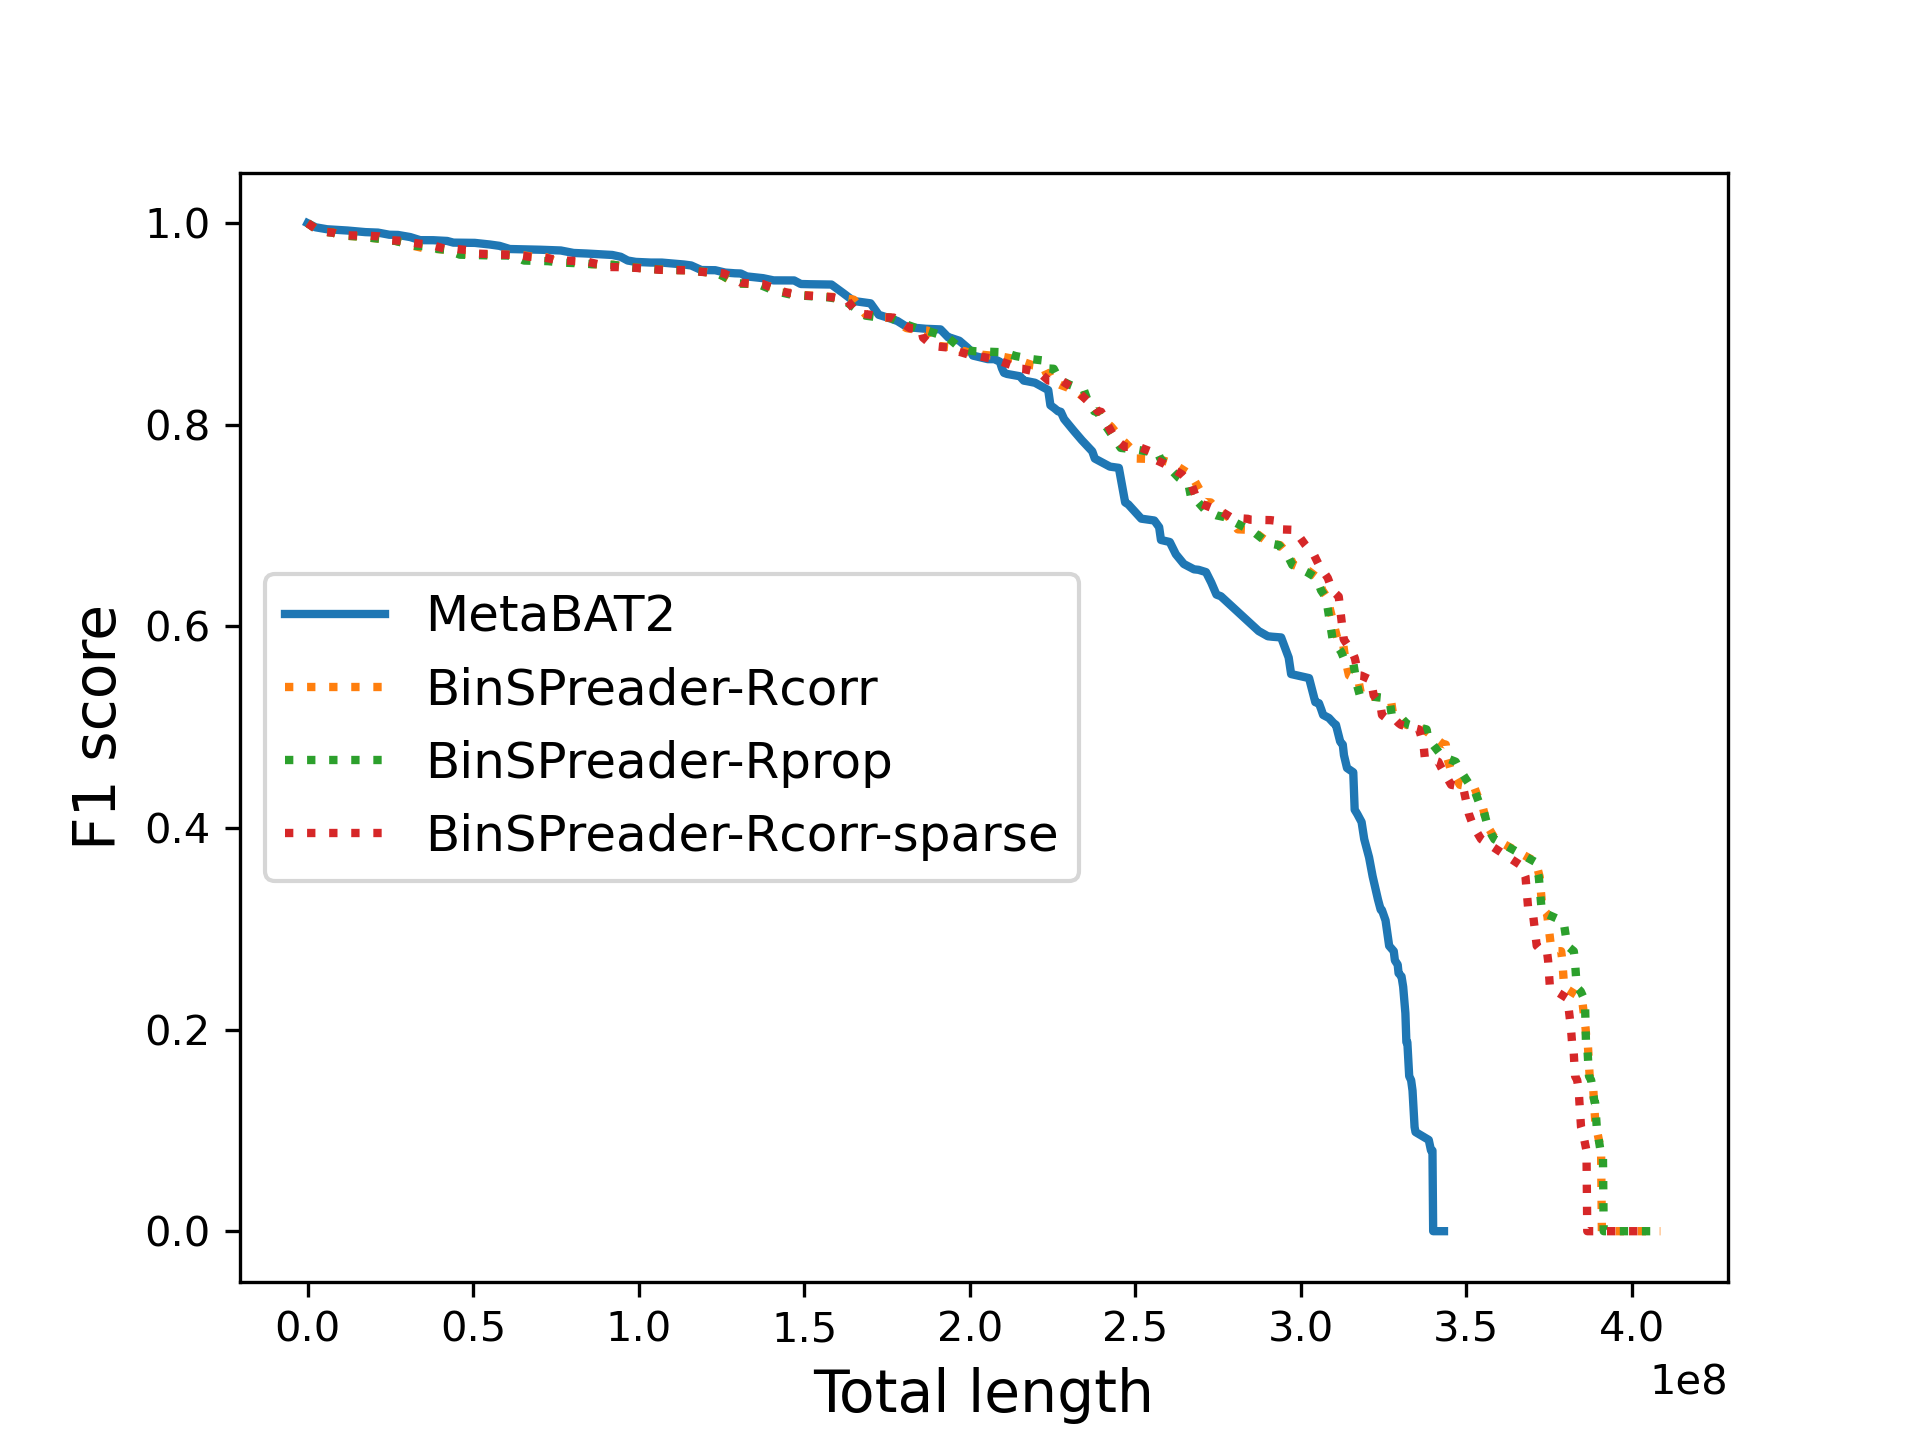 1.0
0.8
0.6
0.4
0.2
0.0
F1 score
MetaBAT2
BinSPreader-Rcorr
BinSPreader-Rprop
BinSPreader-Rcorr-sparse
0.0 0.5 1.0 1.5 2.0 2.5 3.0 3.5 4.0
1e8
Total length